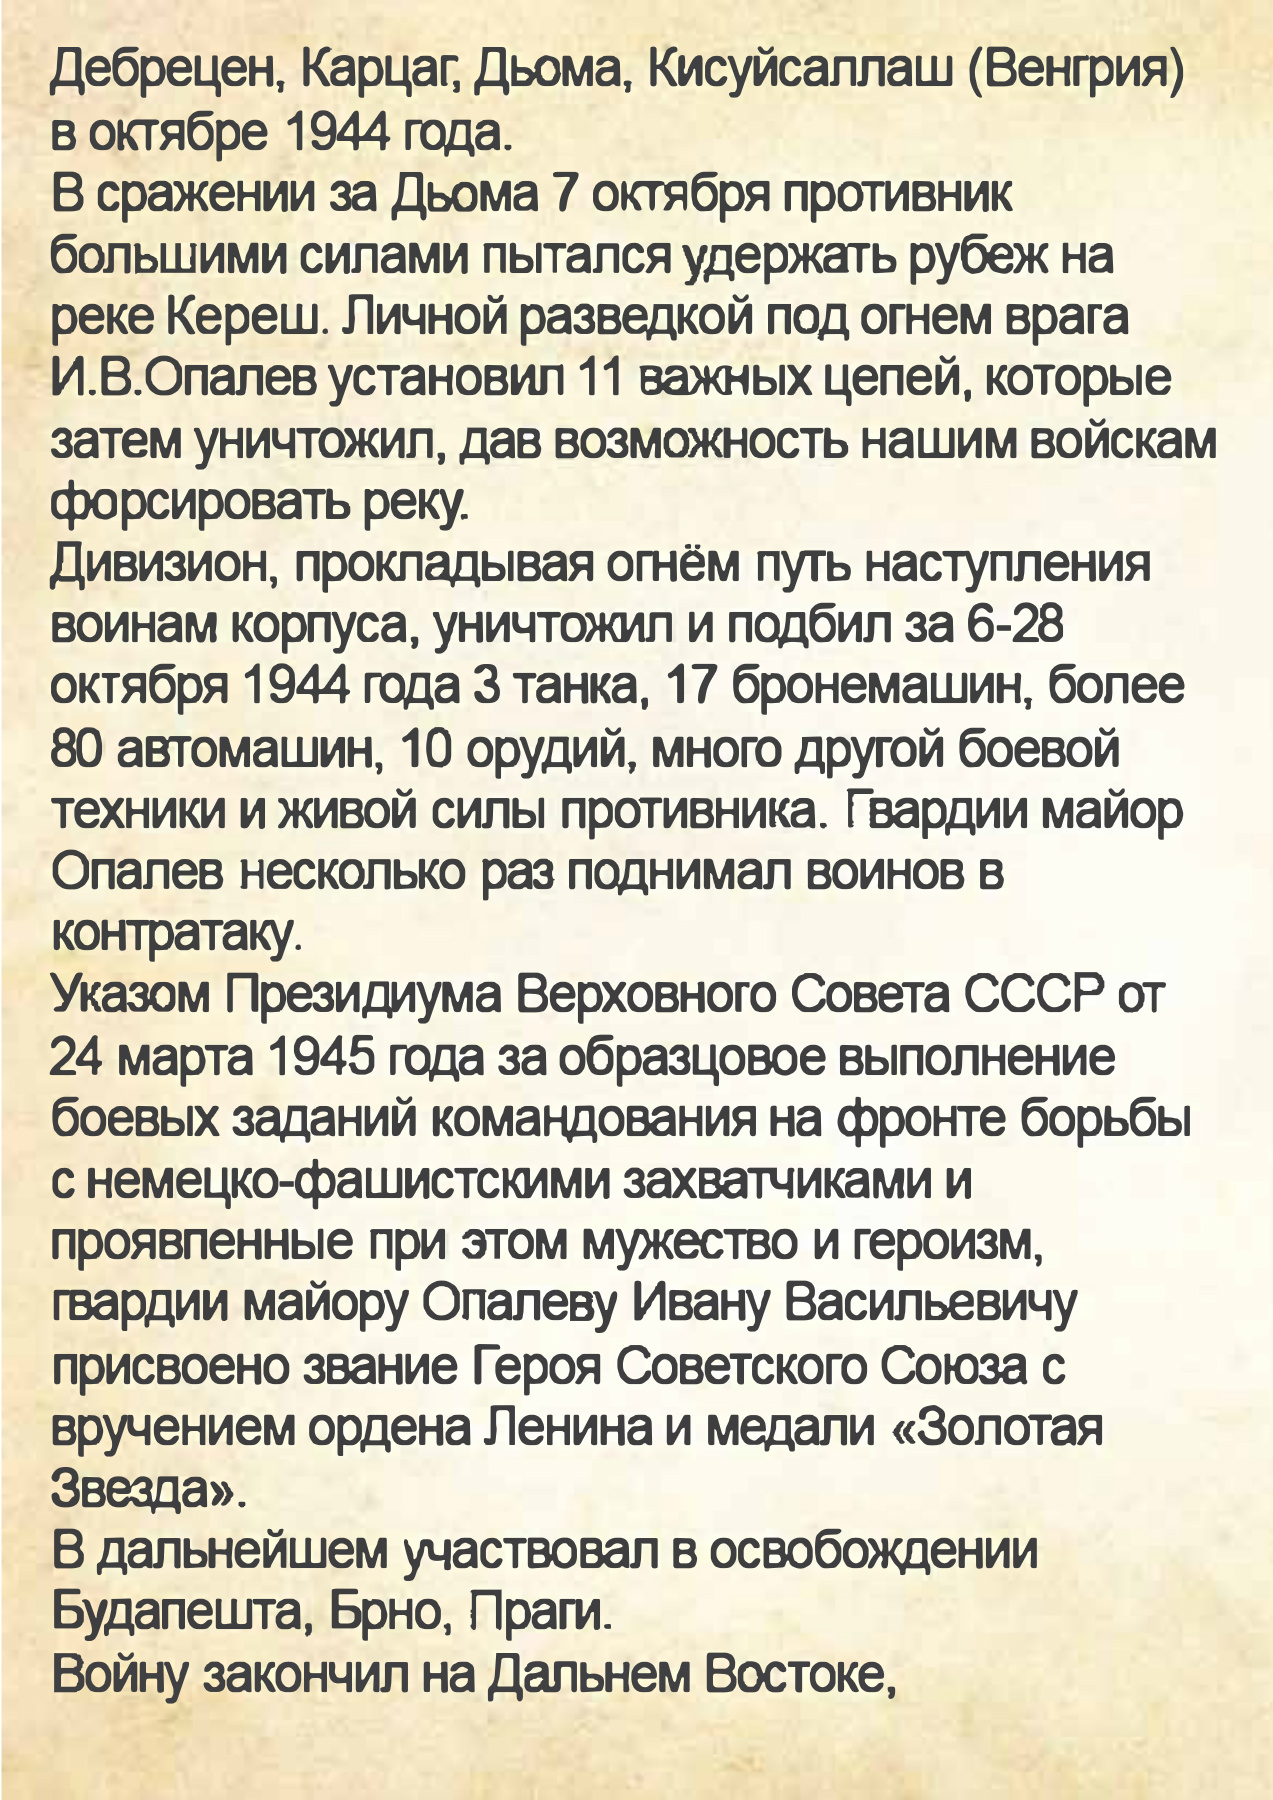 Дебрецен, Карцаг, Дьома, Кисуйсаллаш (Венгрия)
в октябре 1944 года.
В сражении за Дьома 7 октября противник
большими силами пытался удержать рубеж на
реке Кереш. Личной разведкой под огнем врага
И.В.Опалев установил 11 важных цепей, которые
затем уничтожил, дав возможность нашим войскам
форсировать реку.
Дивизион, прокладывая огнём путь наступления
воинам корпуса, уничтожил и подбил за 6-28
октября 1944 года 3 танка, 17 бронемашин, более
80 автомашин, 10 орудий, много другой боевой
техники и живой силы противника. Гвардии майор
Опалев несколько раз поднимал воинов в
контратаку.
Указом Президиума Верховного Совета СССР от
24 марта 1945 года за образцовое выполнение
боевых заданий командования на фронте борьбы
с немецко-фашистскими захватчиками и
проявпенные при этом мужество и героизм,
гвардии майору Опалеву Ивану Васильевичу
присвоено звание Героя Советского Союза с
вручением ордена Ленина и медали «Золотая
Звезда».
В дальнейшем участвовал в освобождении
Будапешта, Брно, Праги.
Войну закончил на Дальнем Востоке,